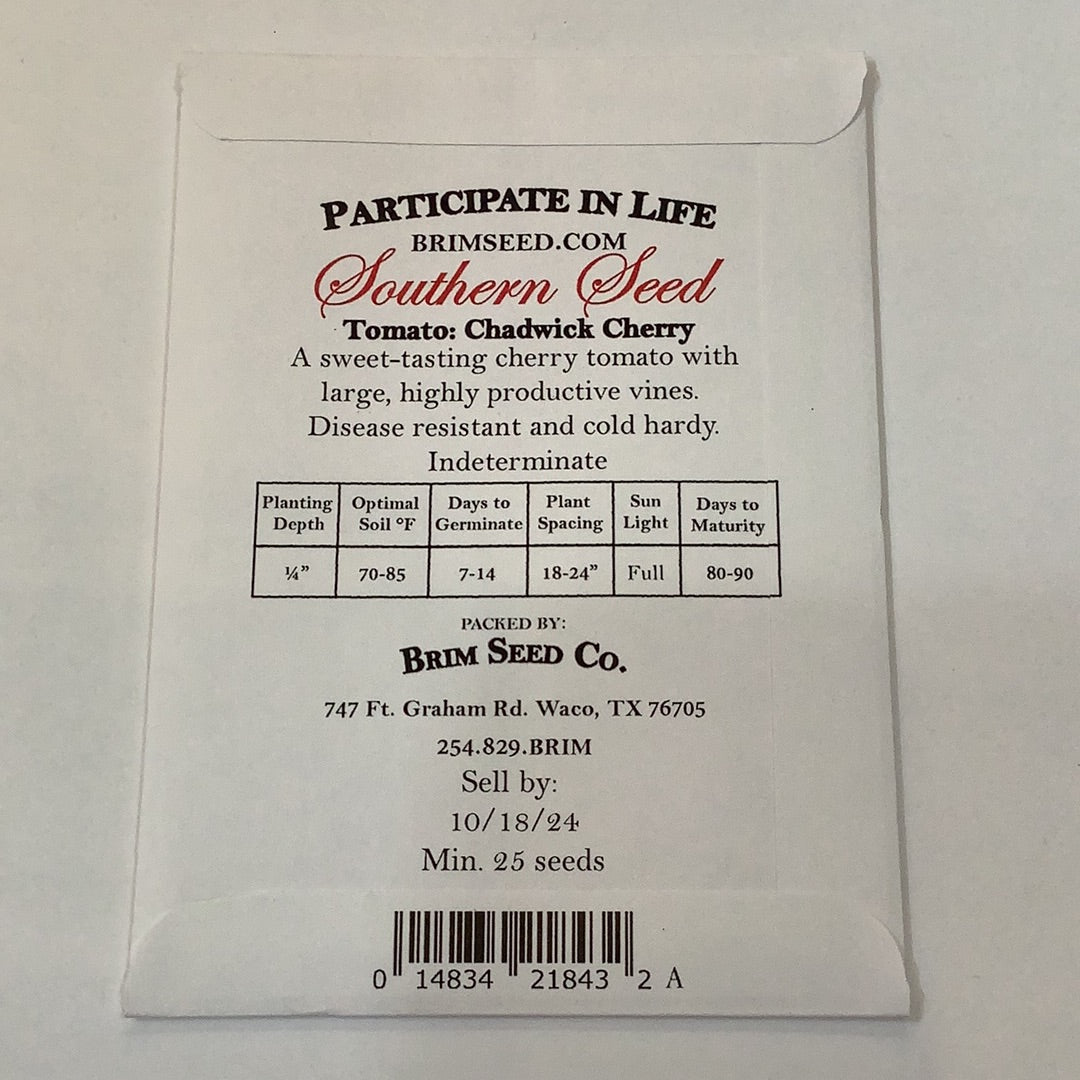 PARTICIPATE IN LIFE
BRIMSEED.COM
Southern Seed
Tomato: Chadwick Cherry
A sweet-tasting cherry tomato with
large, highly productive vines.
Disease resistant and cold hardy.
Indeterminate
Planting Depth Optimal Soil °F Days to Germinate Plant Spacing Sun Light Days to Maturity
¼” 70-85 7-14 18-24” Full 80-90
PACKED BY:
BRIM SEED CO.
747 Ft. Graham Rd. Waco, TX 76705
254.829.BRIM
Sell by:
10/18/24
Min. 25 seeds
0 14834 21843 2 A